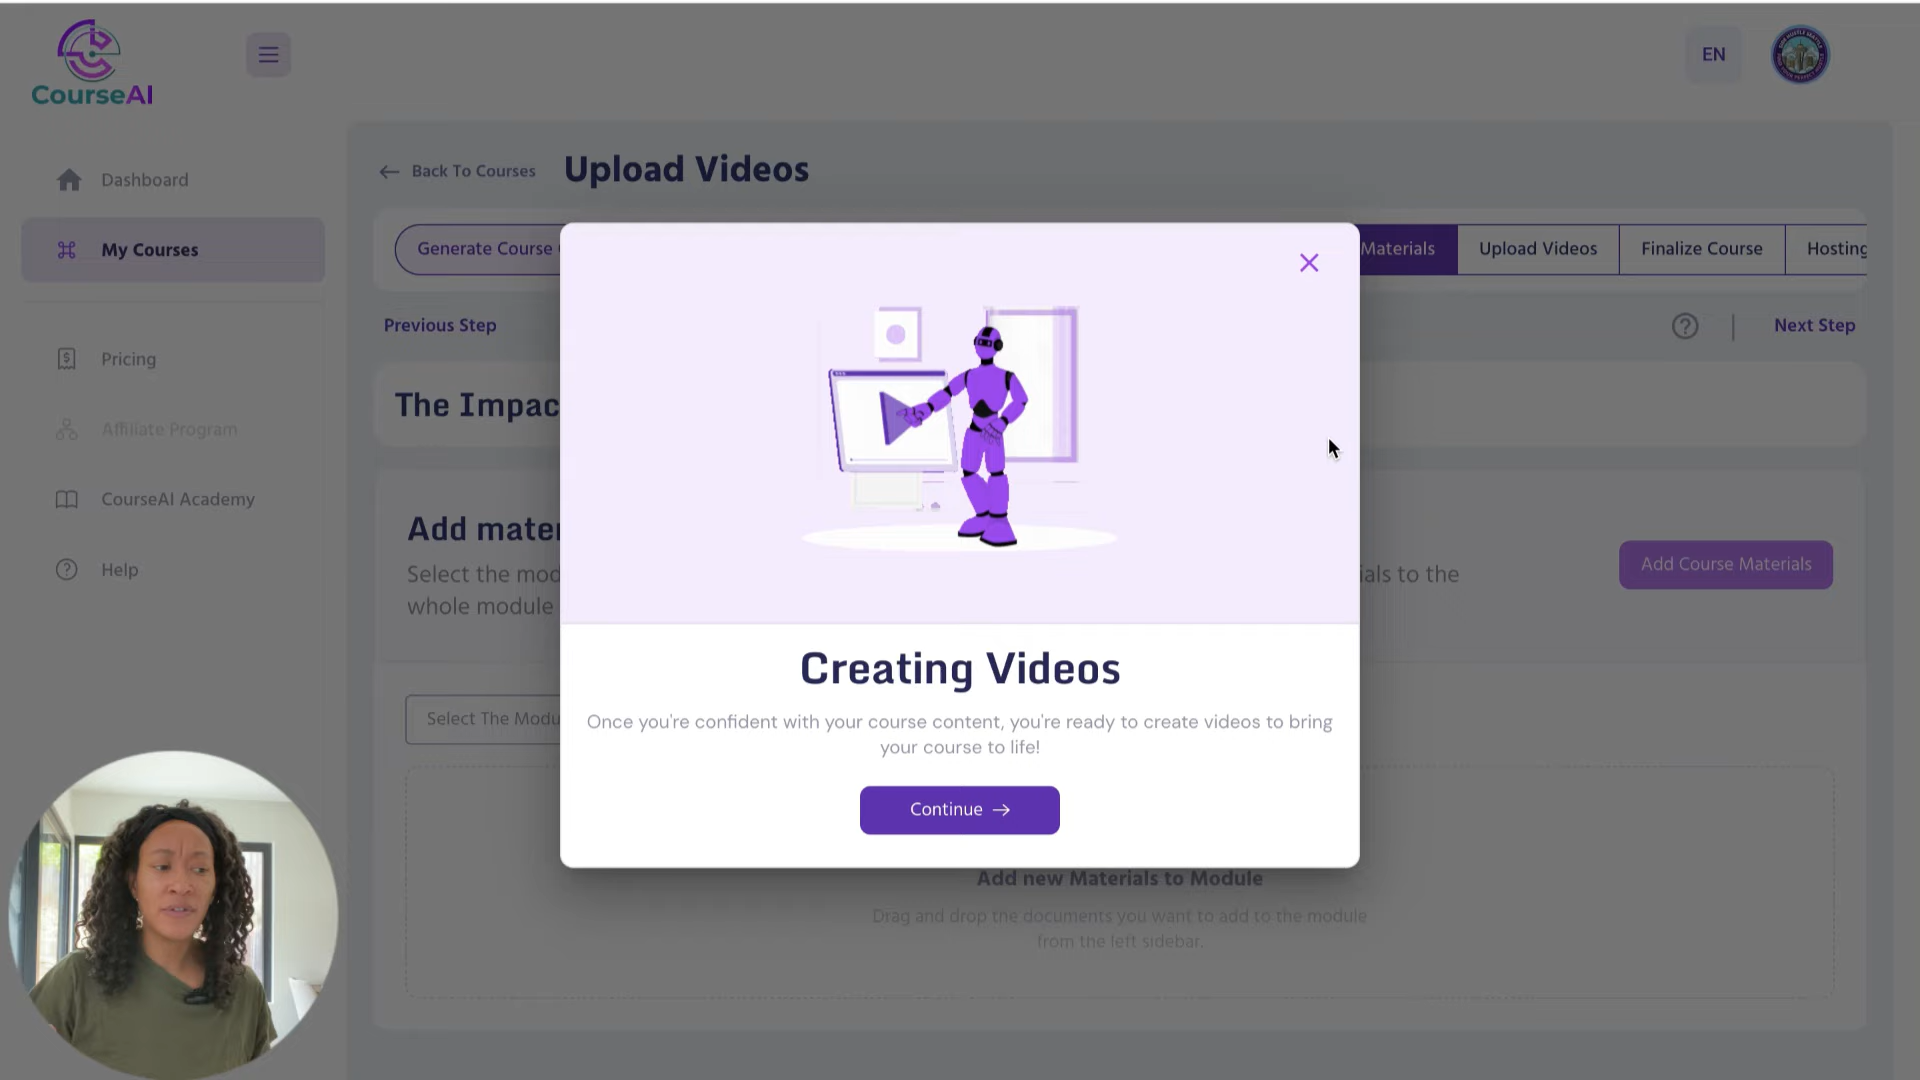 CourseAI
EN
Dashboard
My Courses
Pricing
Affiliate Program
CourseAI Academy
Help
Back To Courses
Upload Videos
Generate Course
Materials
Upload Videos
Finalize Course
Hosting
Previous Step
Next Step
The Impac
Add mater
Select the mod
ials to the
whole module
Add Course Materials
Select The Modu
Creating Videos
Once you're confident with your course content, you're ready to create videos to bring
your course to life!
Continue
Add new Materials to Module
Drag and drop the documents you want to add to the module
from the left sidebar.